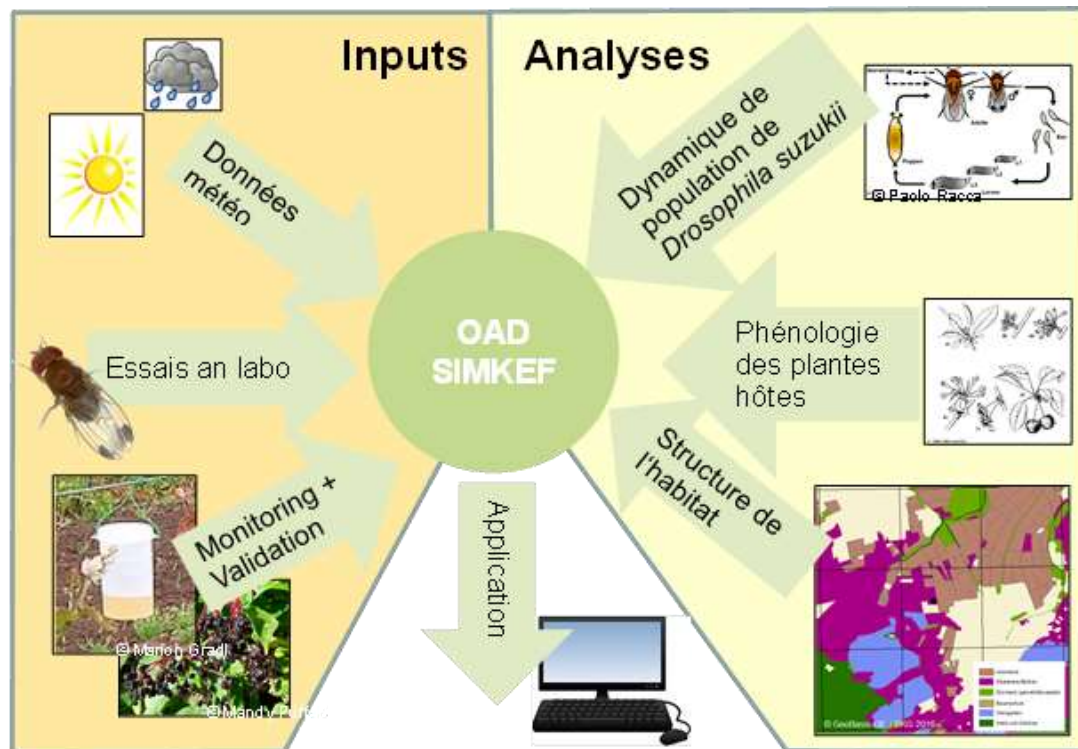 Inputs
Analyses
Données
météo
Essais an labo
Monitoring +
Validation
© Marion Gradl
OAD
SIMKEF
Application
Dynamique de
population de
Drosophila suzukii
© Paolo Racca
Phénologie
des plantes
hôtes
Structure de
l'habitat